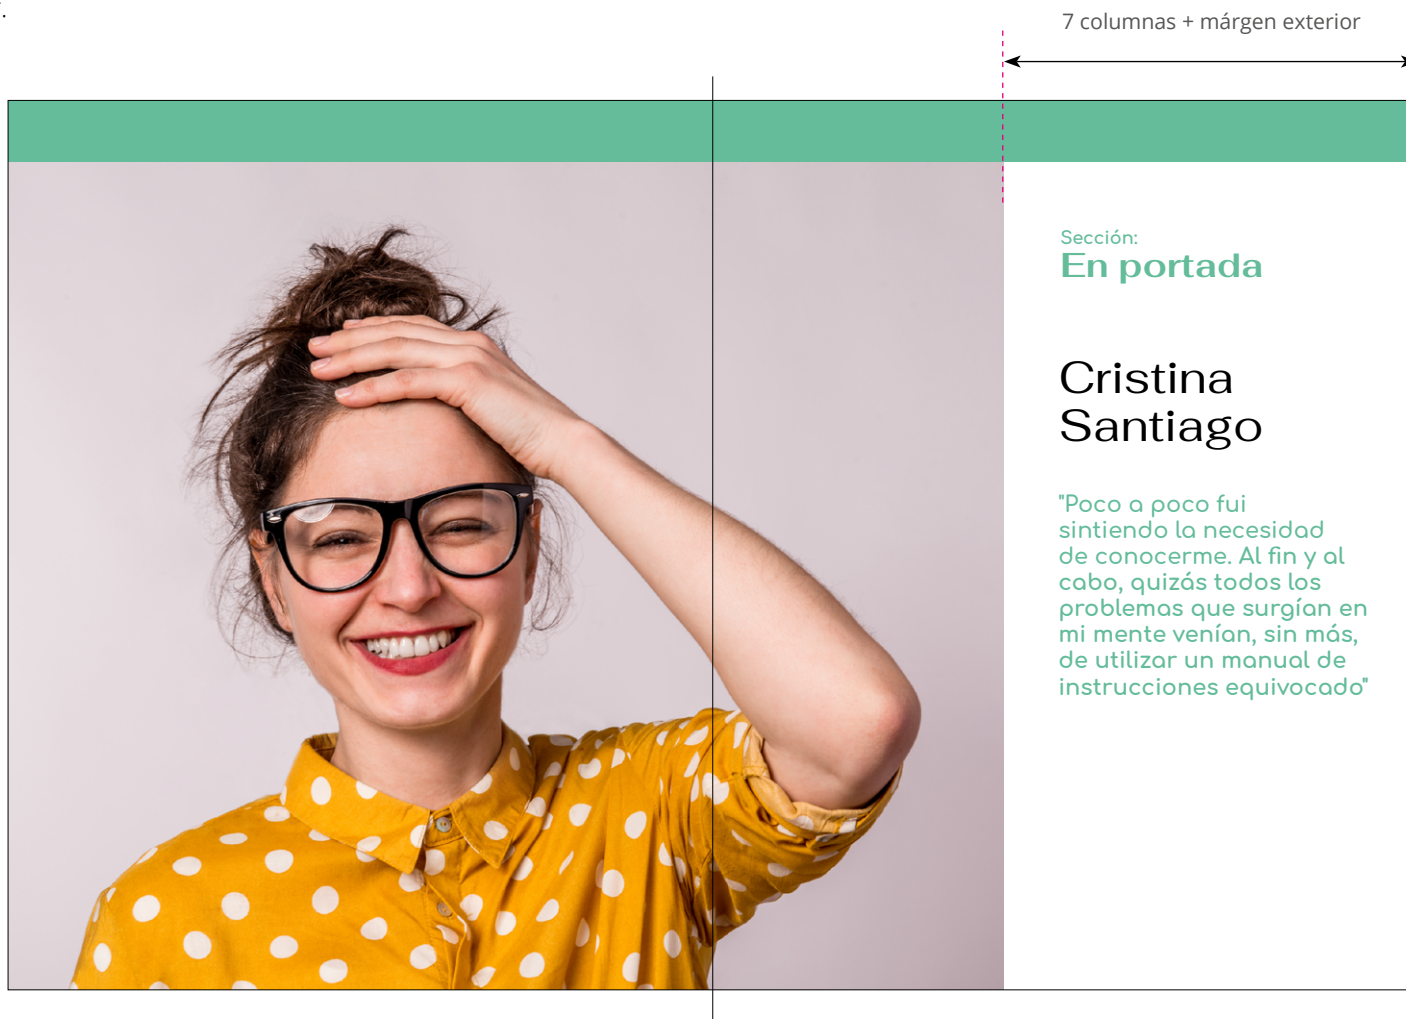 7 columnas + márgen exterior
Sección:
En portada
Cristina
Santiago
"Poco a poco fui
sintiendo la necesidad
de conocerme. Al fin y al
cabo, quizás todos los
problemas que surgían en
mi mente venían, sin más,
de utilizar un manual de
instrucciones equivocado"